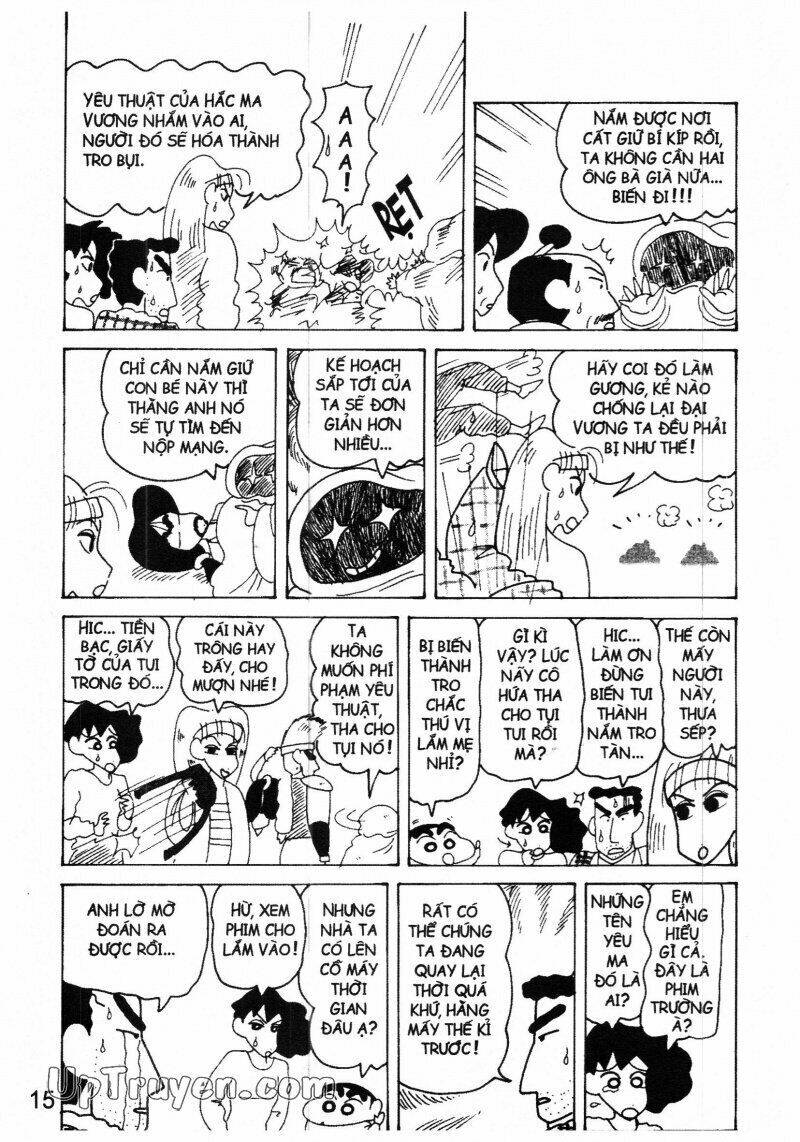 NẮM ĐƯỢC NƠI
CẤT GIỮ BÍ KÍP RỒI,
TA KHÔNG CẦN HAI
ÔNG BÀ GIÀ NỮA...
BIẾN ĐI!!!
RẸT
AAA!
YÊU THUẬT CỦA HẮC MA
VƯƠNG NHẮM VÀO AI,
NGƯỜI ĐÓ SẼ HÓA THÀNH
TRO BỤI.
HÃY COI ĐÓ LÀM
GƯƠNG, KẺ NÀO
CHỐNG LẠI ĐẠI
VƯƠNG TA ĐỀU PHẢI
BỊ NHƯ THẾ!
KẾ HOẠCH
SẮP TỚI CỦA
TA SẼ ĐƠN
GIẢN HƠN
NHIỀU...
CHỈ CẦN NẮM GIỮ
CON BÉ NÀY THÌ
THẰNG ANH NÓ
SẼ TỰ TÌM ĐẾN
NỘP MẠNG.
THẾ CÒN
MẤY
NGƯỜI
NÀY,
THƯA
SẾP?
HIC...
LÀM ƠN
ĐỪNG
BIẾN TUI
THÀNH
NẮM TRO
TÀN...
GÌ KÌ
VẬY? LÚC
NÃY CÔ
HỨA THA
CHO TỤI
TUI RỒI
MÀ?
BỊ BIẾN
THÀNH
TRO
CHẮC
THÚ VỊ
LẮM MẸ
NHỈ?
TA
KHÔNG
MUỐN PHÍ
PHẠM YÊU
THUẬT,
THA CHO
TỤI NÓ!
CÁI NÀY
TRÔNG HAY
ĐẤY, CHO
MƯỢN NHÉ!
HIC... TIỀN
BẠC, GIẤY
TỜ CỦA TUI
TRONG ĐÓ...
EM
CHẲNG
HIỂU
GÌ CẢ.
ĐÂY LÀ
PHIM
TRƯỜNG
À?
NHỮNG
TÊN
YÊU
MA
ĐÓ LÀ
AI?
RẤT CÓ
THỂ CHÚNG
TA ĐANG
QUAY LẠI
THỜI QUÁ
KHỨ, HÀNG
MẤY THẾ KỈ
TRƯỚC!
NHƯNG
NHÀ TA
CÓ LÊN
CỖ MÁY
THỜI
GIAN
ĐÂU Ạ?
HỪ, XEM
PHIM CHO
LẮM VÀO!
ANH LỜ MỜ
ĐOÁN RA
ĐƯỢC RỒI...
15
UpTruyen.com